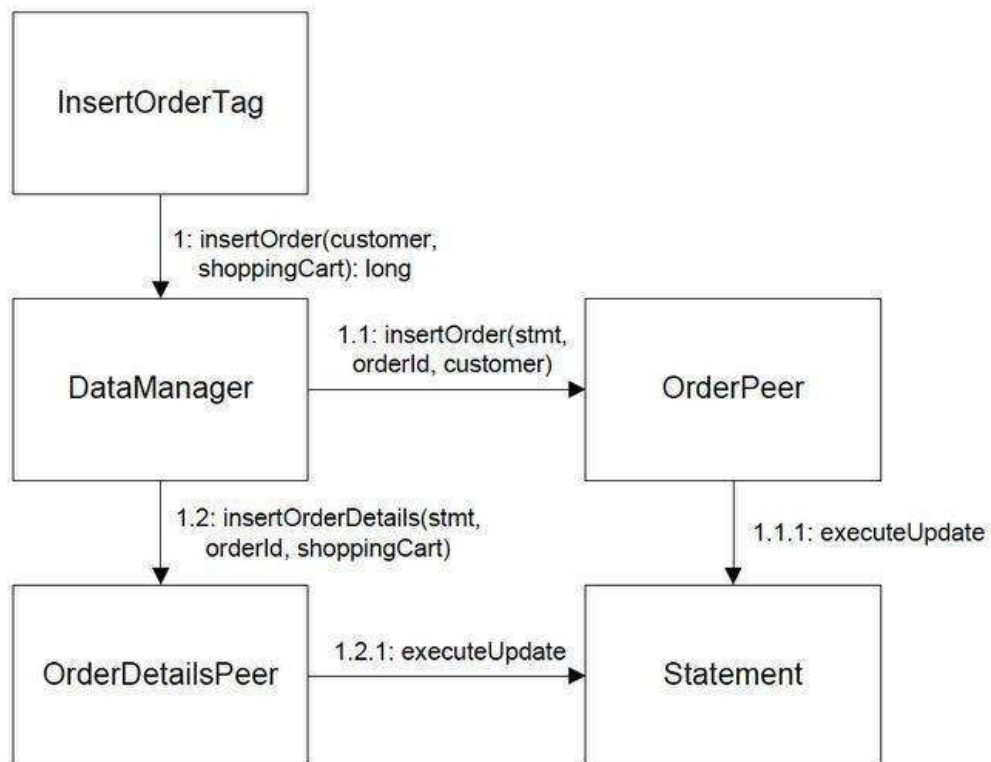 InsertOrderTag
1: insertOrder(customer,
shoppingCart): long
1.1: insertOrder(stmt,
orderId, customer)
DataManager
OrderPeer
1.2: insertOrderDetails(stmt,
orderId, shoppingCart)
1.1.1: executeUpdate
1.2.1: executeUpdate
OrderDetailsPeer
Statement